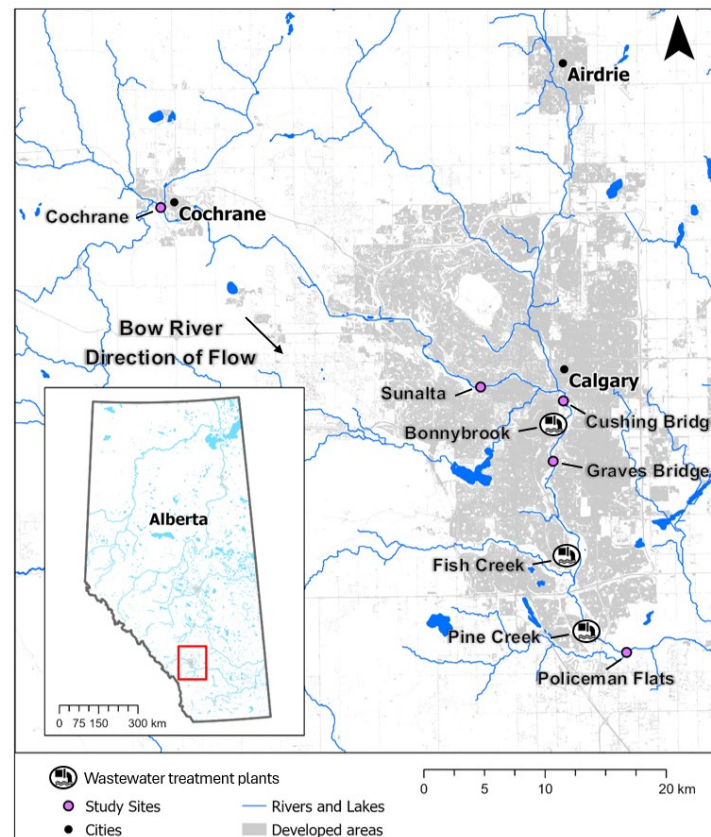 Airdrie
Cochrane
Cochrane
Bow River
Direction of Flow
Sunalta
Calgary
Cushing Bridge
Bonnybrook
Graves Bridge
Alberta
Fish Creek
Pine Creek
Policeman Flats
0 75 150 300 km
Wastewater treatment plants
0 5 10 20 km
Study Sites
Rivers and Lakes
Cities
Developed areas